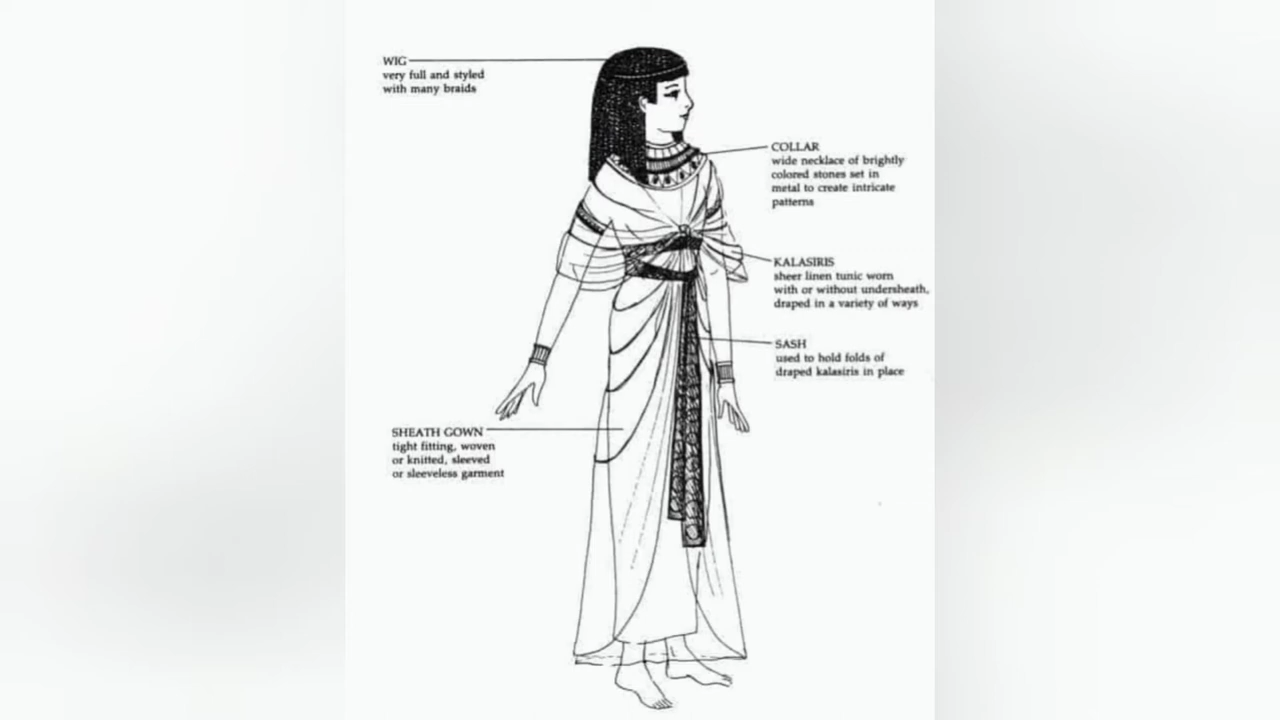 WIG
very full and styled
with many braids
COLLAR
wide necklace of brightly
colored stones set in
metal to create intricate
patterns
KALASIRIS
sheer linen tunic worn
with or without undersheath,
draped in a variety of ways
SASH
used to hold folds of
draped kalasiris in place
SHEATH GOWN
tight fitting, woven
or knitted, sleeved
or sleeveless garment